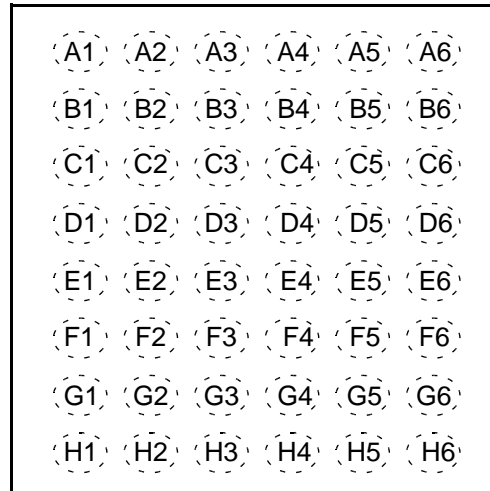 A1 A2 A3 A4 A5 A6
B1 B2 B3 B4 B5 B6
C1 C2 C3 C4 C5 C6
D1 D2 D3 D4 D5 D6
E1 E2 E3 E4 E5 E6
F1 F2 F3 F4 F5 F6
G1 G2 G3 G4 G5 G6
H1 H2 H3 H4 H5 H6